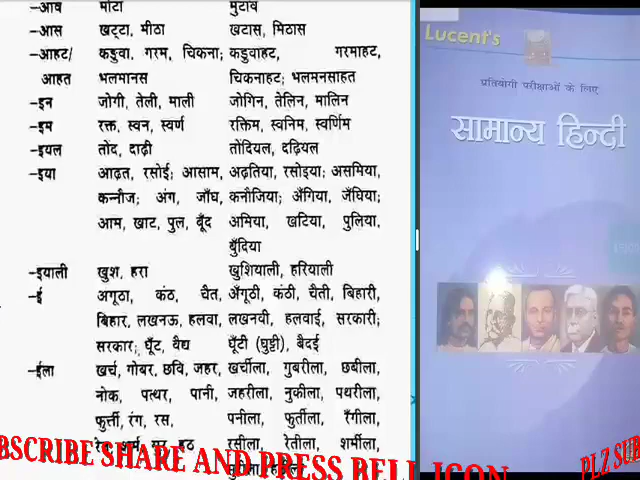 –आव मोटा मुटाव
–आस खट्टा, मीठा खटास, मिठास
–आहट/ कडुवा, गरम, चिकना; कडुवाहट, गरमाहट,
आहत भलमानस चिकनाहट; भलमनसाहत
–इन जोगी, तेली, माली जोगिन, तेलिन, मालिन
–इम रक्त, स्वन, स्वर्ण रक्तिम, स्वनिम, स्वर्णिम
–इयल तोंद, दाढ़ी तोंदियल, दढ़ियल
–इया आढ़त, रसोई; आसाम, अढ़तिया, रसोइया; असमिया,
कन्नौज; अंग, जाँघ, कनौजिया; अँगिया, जँघिया;
आम, खाट, पुल, बूँद अमिया, खटिया, पुलिया,
बुँदिया
–इयाली खुश, हरा खुशियाली, हरियाली
–ई अगूठा, कंठ, चैत, अँगूठी, कंठी, चैती, बिहारी,
बिहार, लखनऊ, हलवा, लखनवी, हलवाई, सरकारी;
सरकार; घूँट, वैद्य घूँटी (घुट्टी), बैदई
–ईला खर्च, गोबर, छवि, जहर, खर्चीला, गुबरीला, छबीला,
नोक, पत्थर, पानी, जहरीला, नुकीला, पथरीला,
फुर्ती, रंग, रस, पनीला, फुर्तीला, रँगीला,
हठ रसीला, रेतीला, शर्मीला,
Lucent's
प्रतियोगी परीक्षाओं के लिए
सामान्य हिन्दी
BSCRIBE SHARE AND PRESS BELL ICON
PLZ SUB